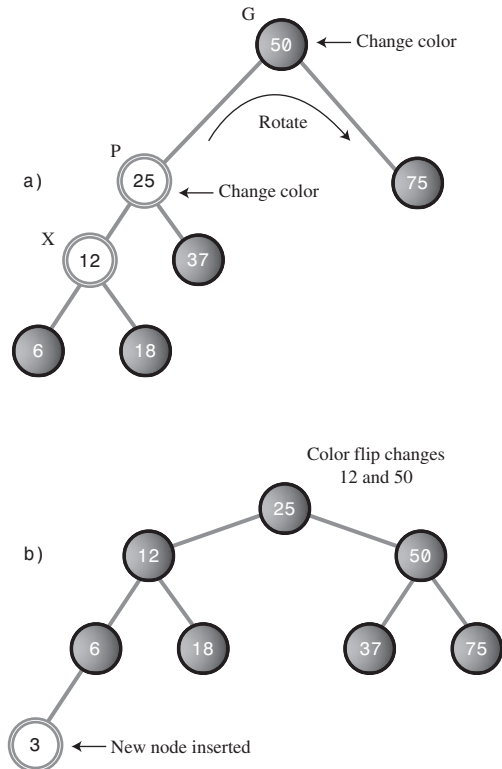 G
50
Change color
Rotate
P
a)
25
Change color
75
X
12
37
6
18
Color flip changes
12 and 50
25
b)
12
50
6
18
37
75
3
New node inserted